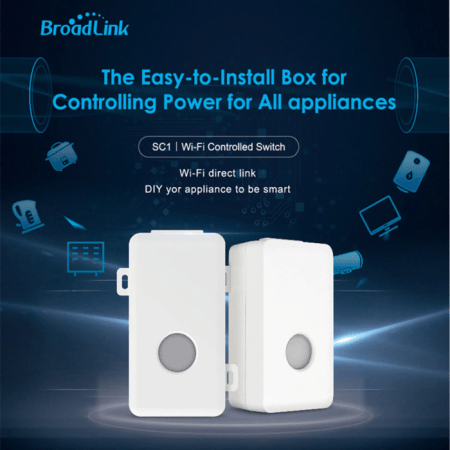 BroadLink
The Easy-to-Install Box for
Controlling Power for All appliances
SC1 | Wi-Fi Controlled Switch
Wi-Fi direct link
DIY yor appliance to be smart